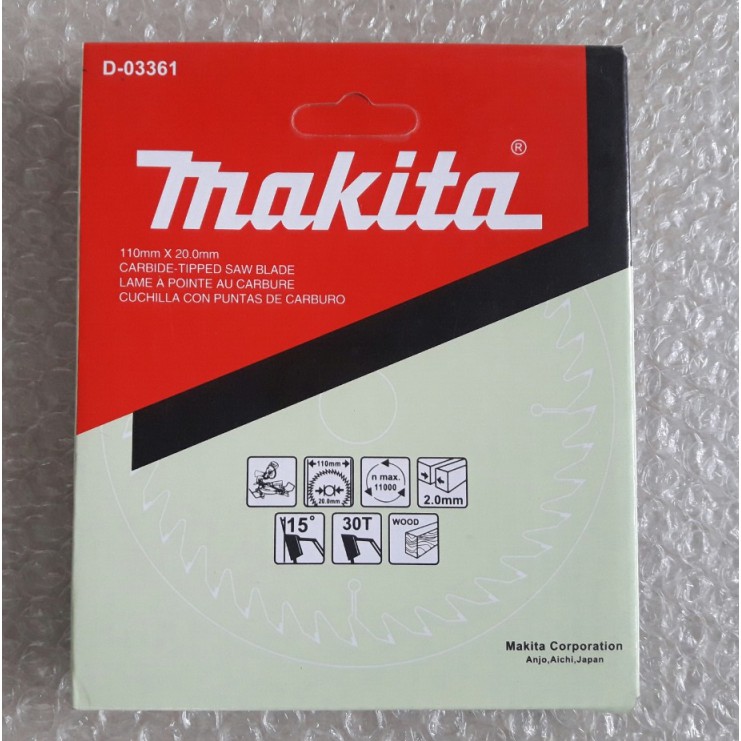 D-03361
makita®
110mm X 20.0mm
CARBIDE-TIPPED SAW BLADE
LAME À POINTE AU CARBURE
CUCHILLA CON PUNTAS DE CARBURO
110mm
20.0mm
n max.
11000
2.0mm
15°
30T
WOOD
Makita Corporation
Anjo,Aichi,Japan